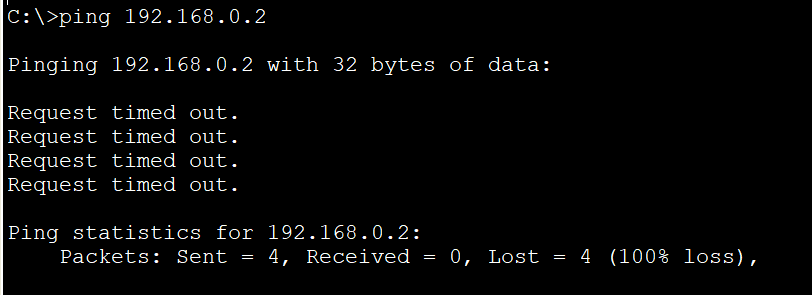 C:\>ping 192.168.0.2
Pinging 192.168.0.2 with 32 bytes of data:
Request timed out.
Request timed out.
Request timed out.
Request timed out.
Ping statistics for 192.168.0.2:
    Packets: Sent = 4, Received = 0, Lost = 4 (100% loss),